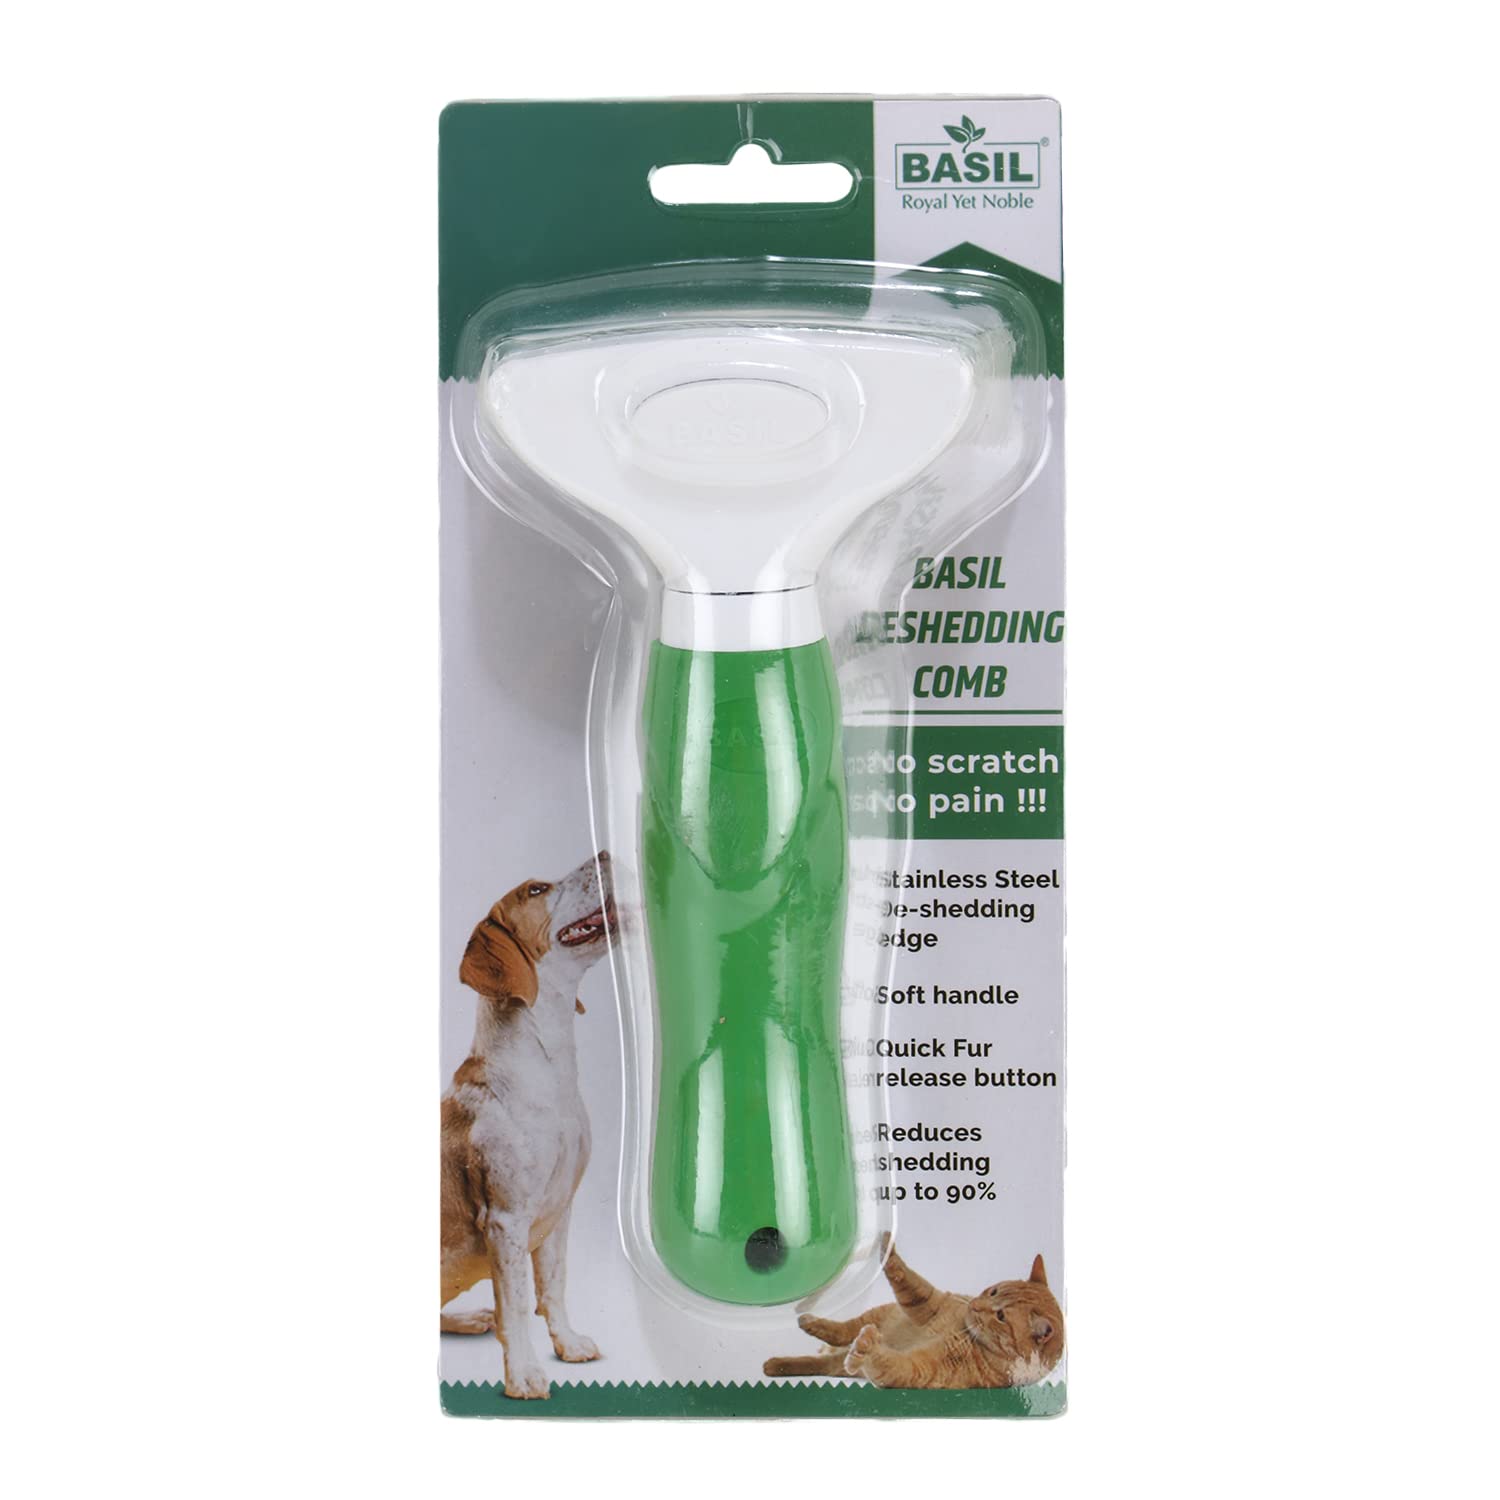 BASIL®
Royal Yet Noble
BASIL
BASIL
DESHEDDING
COMB
BASIL
No scratch
No pain !!!
Stainless Steel
De-shedding
edge
Soft handle
Quick Fur
release button
Reduces
shedding
up to 90%